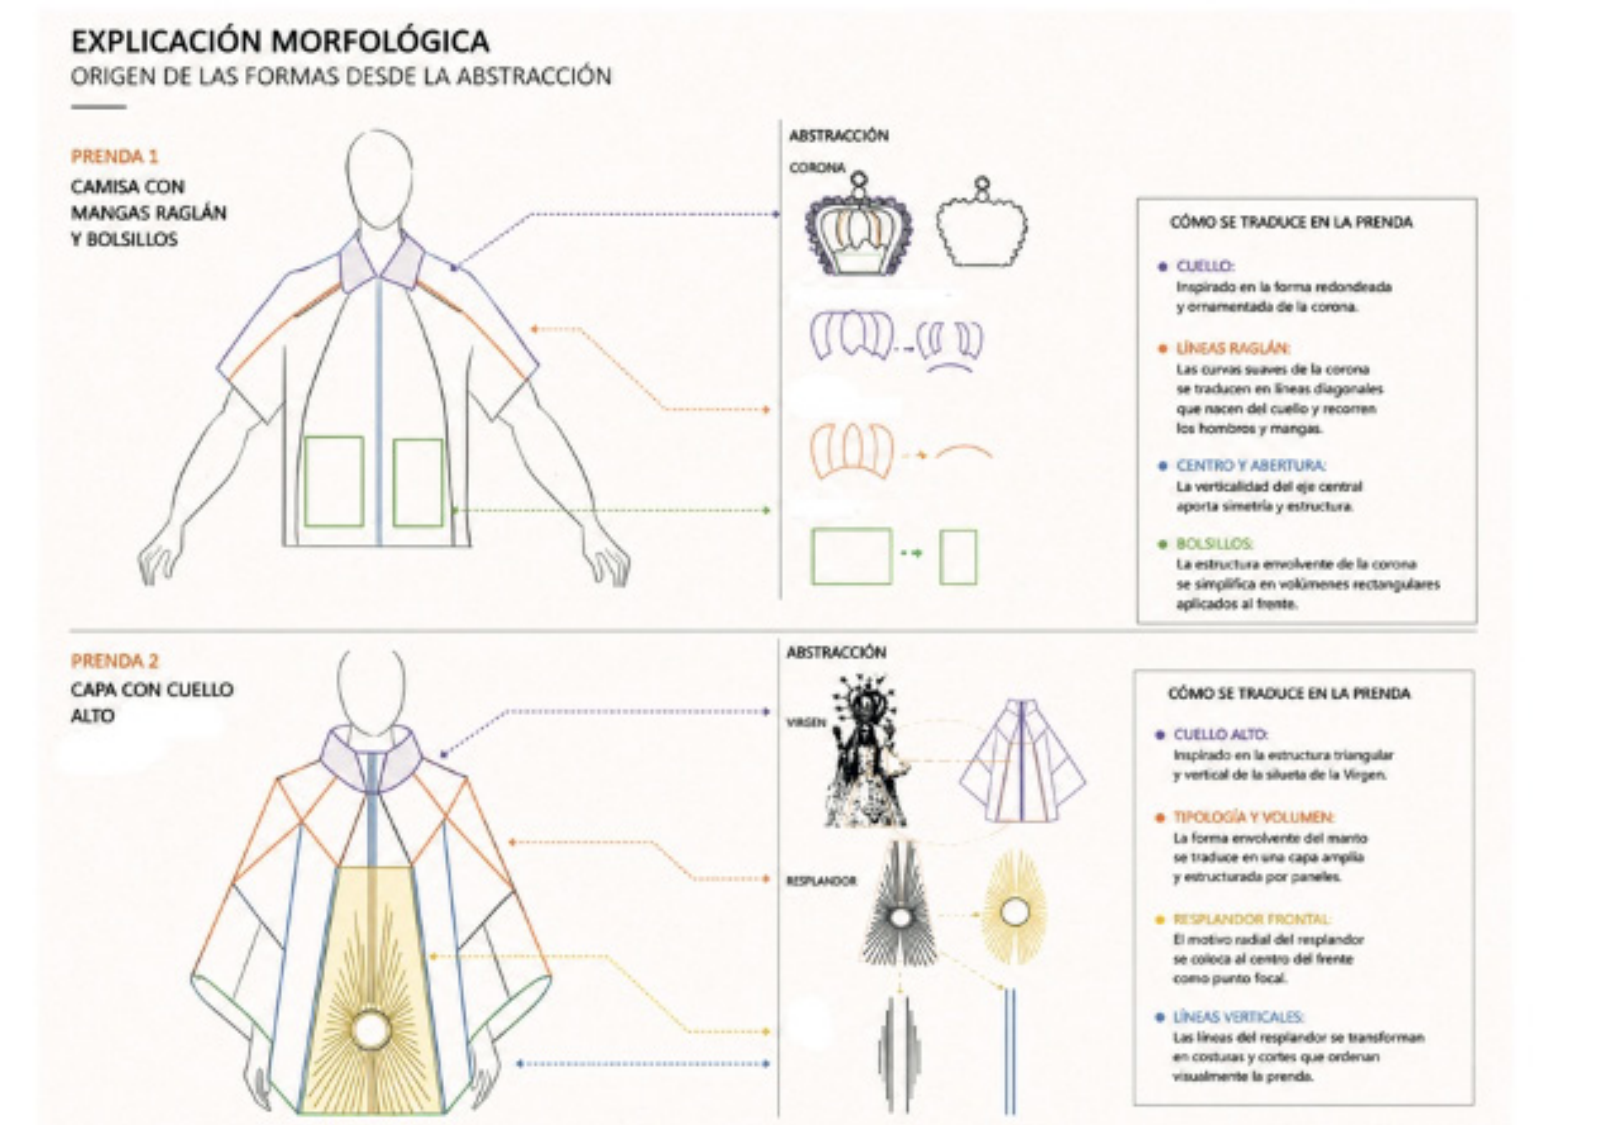 EXPLICACIÓN MORFOLÓGICA
ORIGEN DE LAS FORMAS DESDE LA ABSTRACCIÓN
PRENDA 1
CAMISA CON
MANGAS RAGLÁN
Y BOLSILLOS
ABSTRACCIÓN
CORONA
CÓMO SE TRADUCE EN LA PRENDA
CUELLO:
Inspirado en la forma redondeada
y ornamentada de la corona.
LÍNEAS RAGLÁN:
Las curvas suaves de la corona
se traducen en líneas diagonales
que nacen del cuello y recorren
los hombros y mangas.
CENTRO Y ABERTURA:
La verticalidad del eje central
aporta simetría y estructura.
BOLSILLOS:
La estructura envolvente de la corona
se simplifica en volúmenes rectangulares
aplicados al frente.
PRENDA 2
CAPA CON CUELLO
ALTO
ABSTRACCIÓN
VIRGEN
RESPLANDOR
CÓMO SE TRADUCE EN LA PRENDA
CUELLO ALTO:
Inspirado en la estructura triangular
y vertical de la silueta de la Virgen.
TIPOLOGÍA Y VOLUMEN:
La forma envolvente del manto
se traduce en una capa amplia
y estructurada por paneles.
RESPLANDOR FRONTAL:
El motivo radial del resplandor
se coloca al centro del frente
como punto focal.
LÍNEAS VERTICALES:
Las líneas del resplandor se transforman
en costuras y cortes que ordenan
visualmente la prenda.